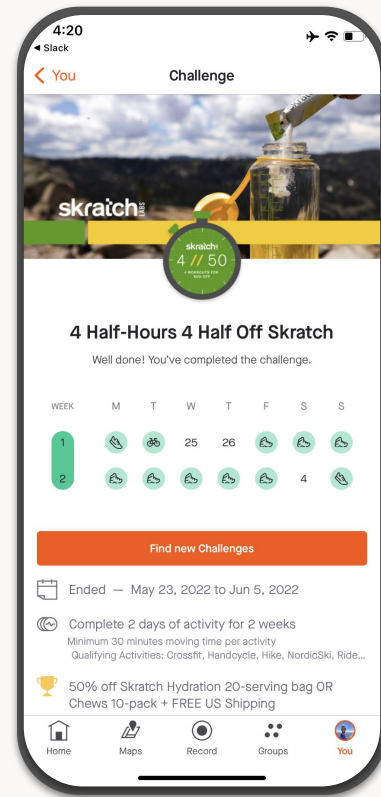 4:20
◄ Slack
You
Challenge
skratch LABS
skratch LABS
4 // 50
4 WORKOUTS FOR
50% OFF
4 Half-Hours 4 Half Off Skratch
Well done! You've completed the challenge.
WEEK M T W T F S S
1 25 26
2 4
Find new Challenges
Ended — May 23, 2022 to Jun 5, 2022
Complete 2 days of activity for 2 weeks
Minimum 30 minutes moving time per activity
Qualifying Activities: Crossfit, Handcycle, Hike, NordicSki, Ride...
50% off Skratch Hydration 20-serving bag OR
Chews 10-pack + FREE US Shipping
Home Maps Record Groups You